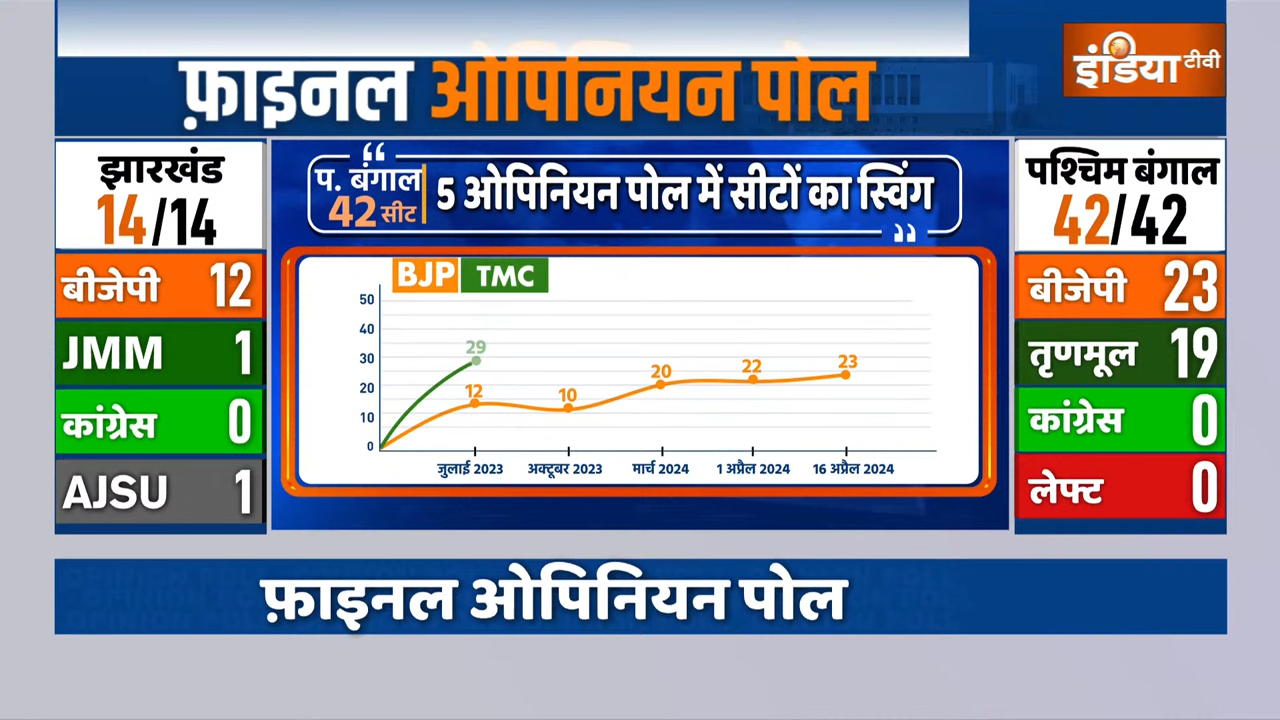 फ़ाइनल ओपिनियन पोल
इंडिया टीवी
झारखंड
14/14
बीजेपी 12
JMM 1
कांग्रेस 0
AJSU 1
“
प. बंगाल
42 सीट
5 ओपिनियन पोल में सीटों का स्विंग
”
BJP TMC
50
40
30
20
10
0
29
12
10
20
22
23
जुलाई 2023 अक्टूबर 2023 मार्च 2024 1 अप्रैल 2024 16 अप्रैल 2024
पश्चिम बंगाल
42/42
बीजेपी 23
तृणमूल 19
कांग्रेस 0
लेफ्ट 0
फ़ाइनल ओपिनियन पोल